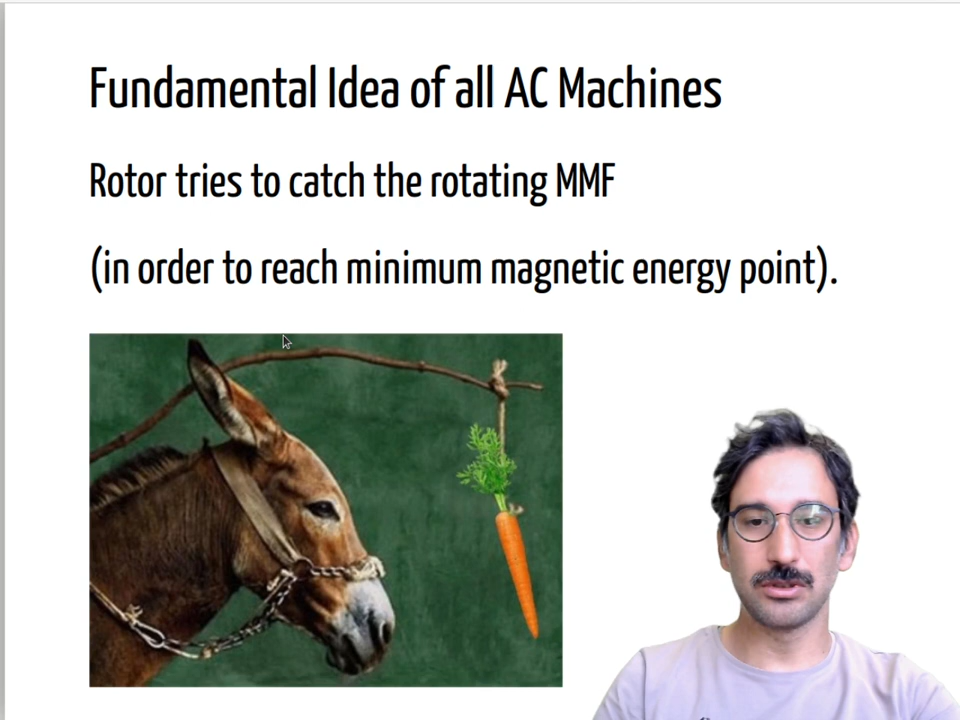 Fundamental Idea of all AC Machines
Rotor tries to catch the rotating MMF
(in order to reach minimum magnetic energy point).